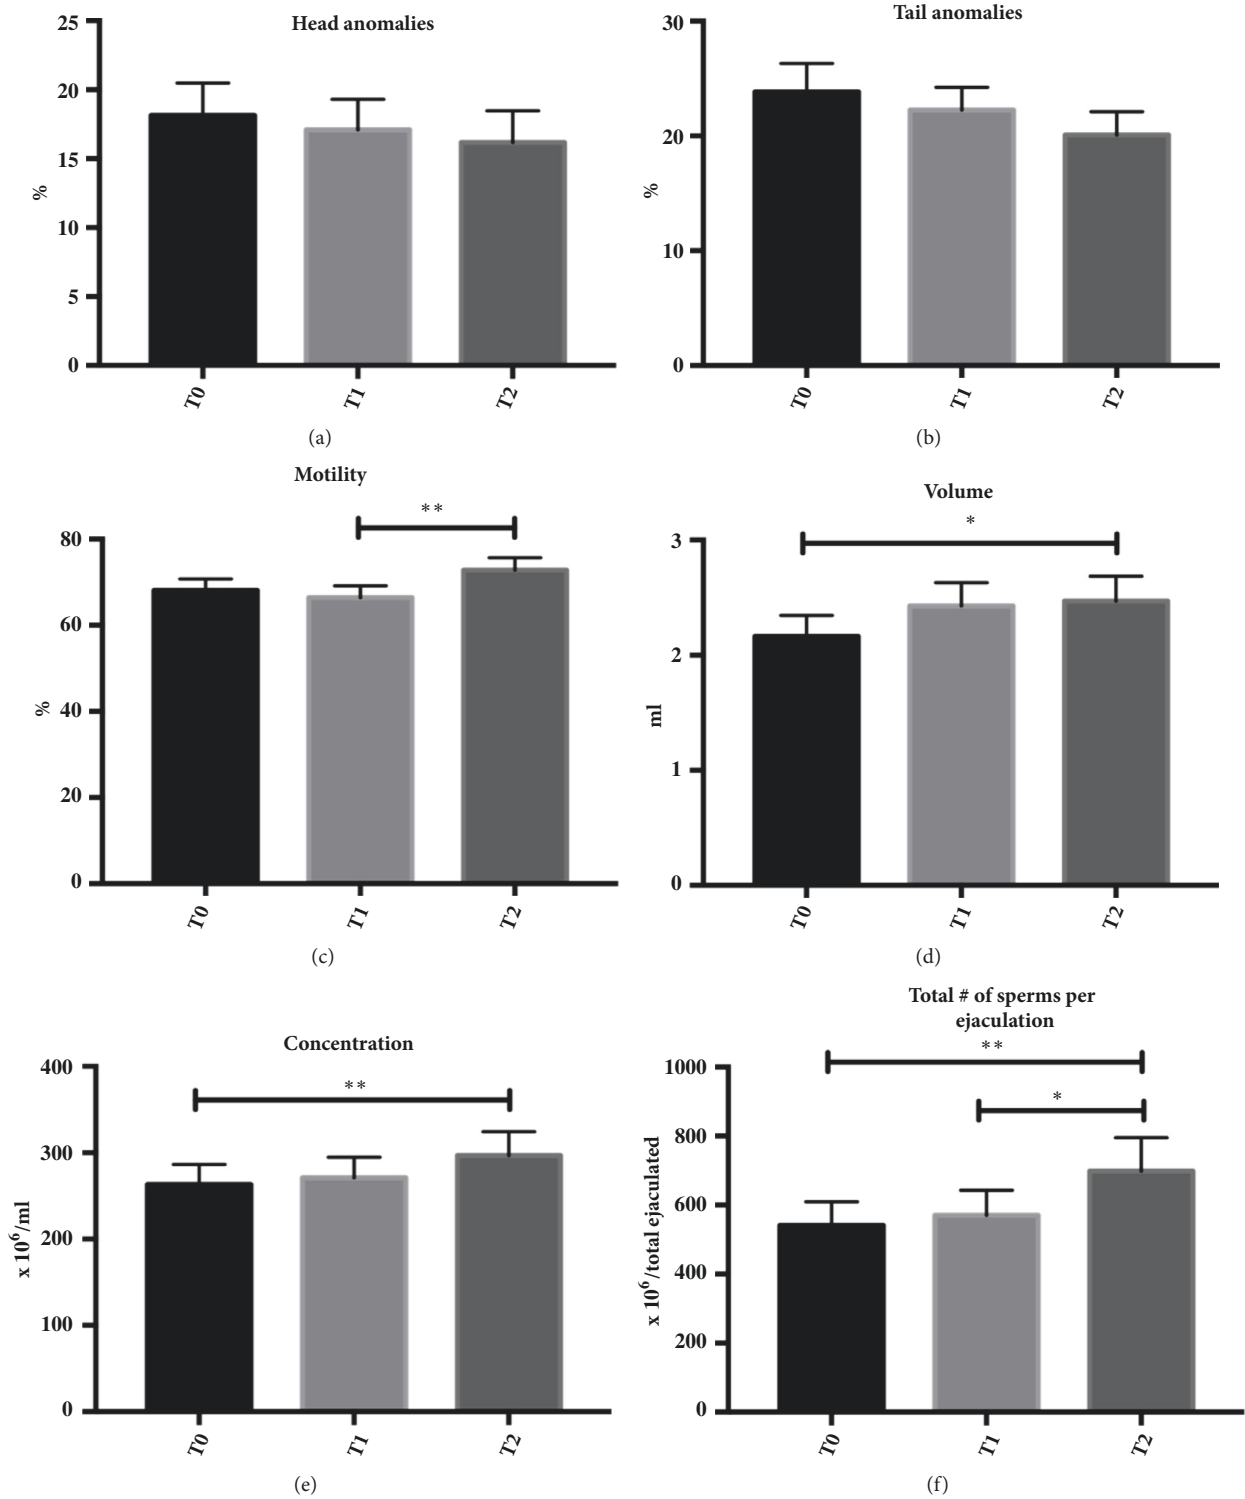 Head anomalies
25
20
15
10
5
0
%
T0
T1
T2
(a)
Tail anomalies
30
20
10
0
%
T0
T1
T2
(b)
Motility
**
80
60
40
20
0
%
T0
T1
T2
(c)
Volume
*
3
2
1
0
ml
T0
T1
T2
(d)
Concentration
**
400
300
200
100
0
x 10⁶/ml
T0
T1
T2
(e)
Total # of sperms per
ejaculation
**
*
1000
800
600
400
200
0
x 10⁶/total ejaculated
T0
T1
T2
(f)